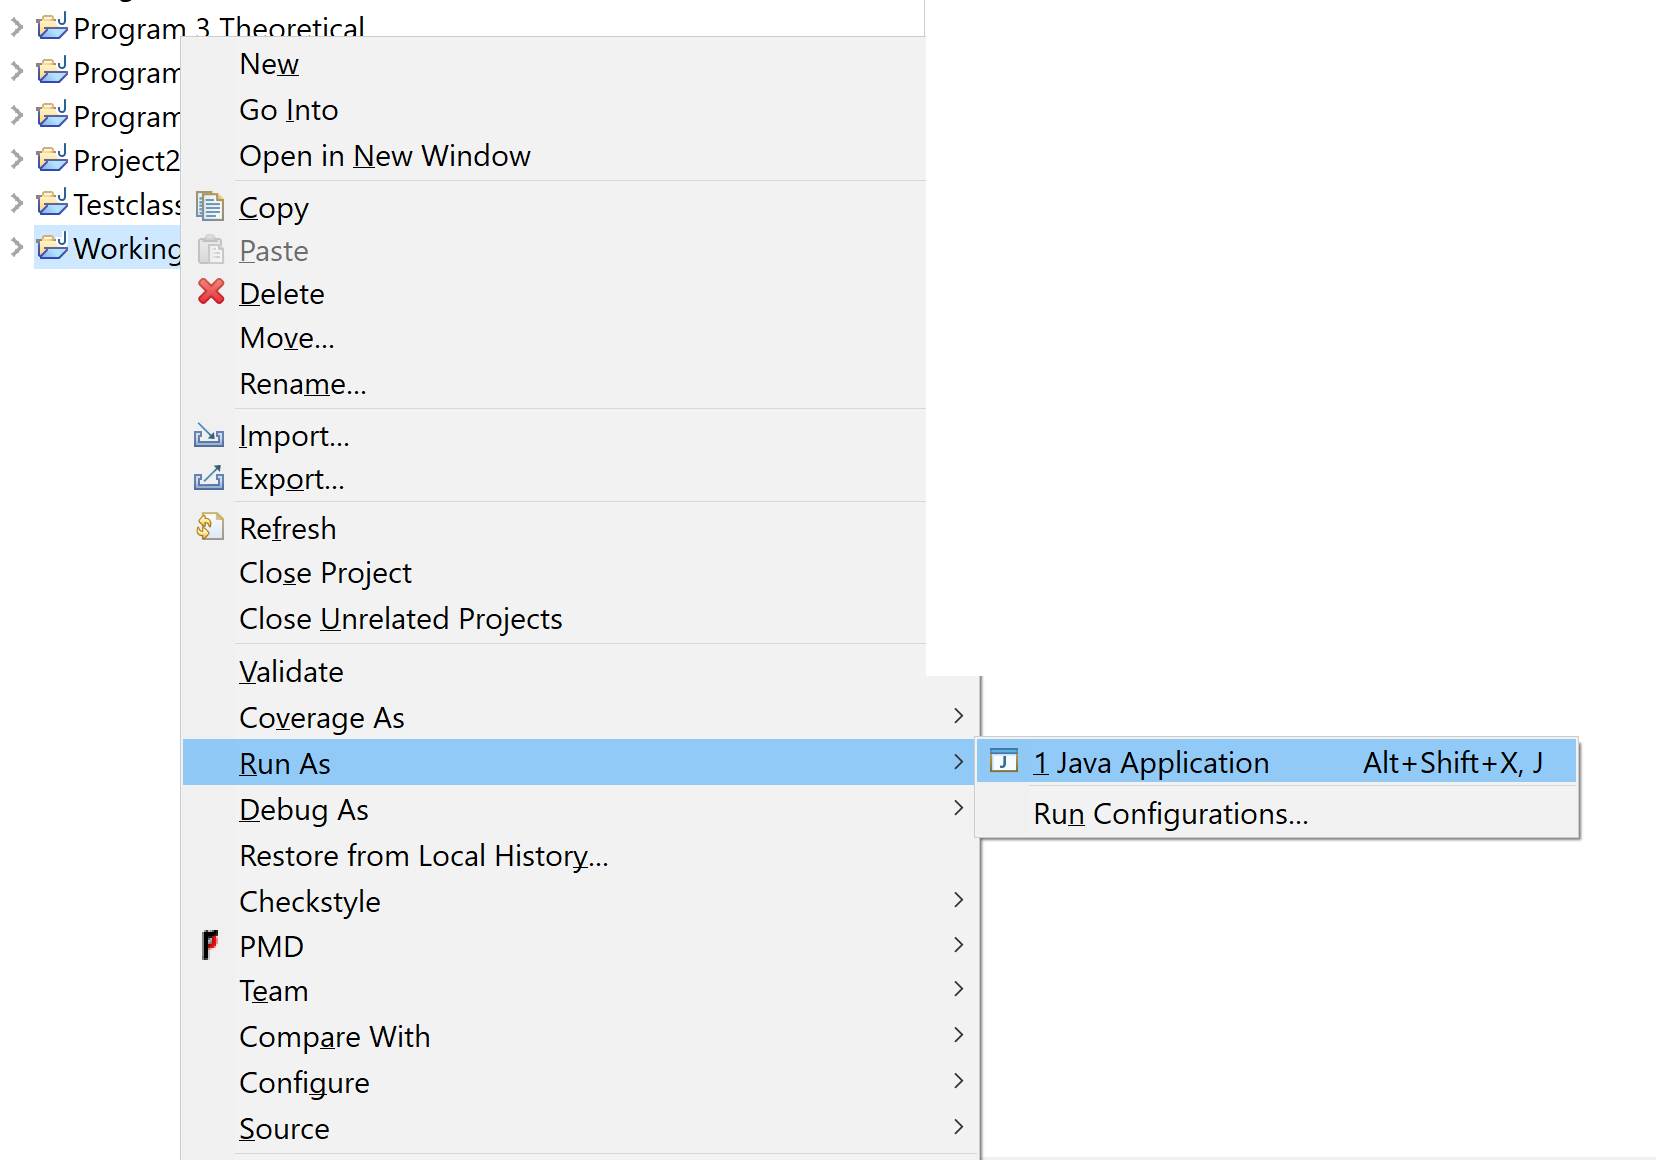 Program 3 Theoretical
Program
Program
Project2
Testclass
Working
New
Go Into
Open in New Window
Copy
Paste
Delete
Move...
Rename...
Import...
Export...
Refresh
Close Project
Close Unrelated Projects
Validate
Coverage As
Run As
1 Java Application Alt+Shift+X, J
Run Configurations...
Debug As
Restore from Local History...
Checkstyle
PMD
Team
Compare With
Configure
Source